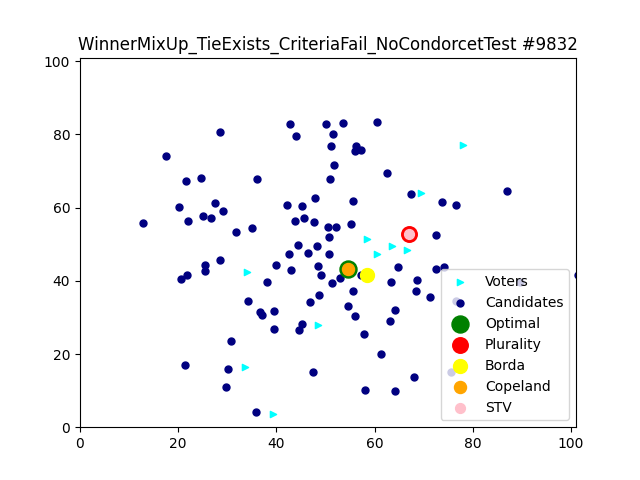 WinnerMixUp_TieExists_CriteriaFail_NoCondorcetTest #9832
100
80
60
40
20
0
0 20 40 60 80 100
Voters
Candidates
Optimal
Plurality
Borda
Copeland
STV